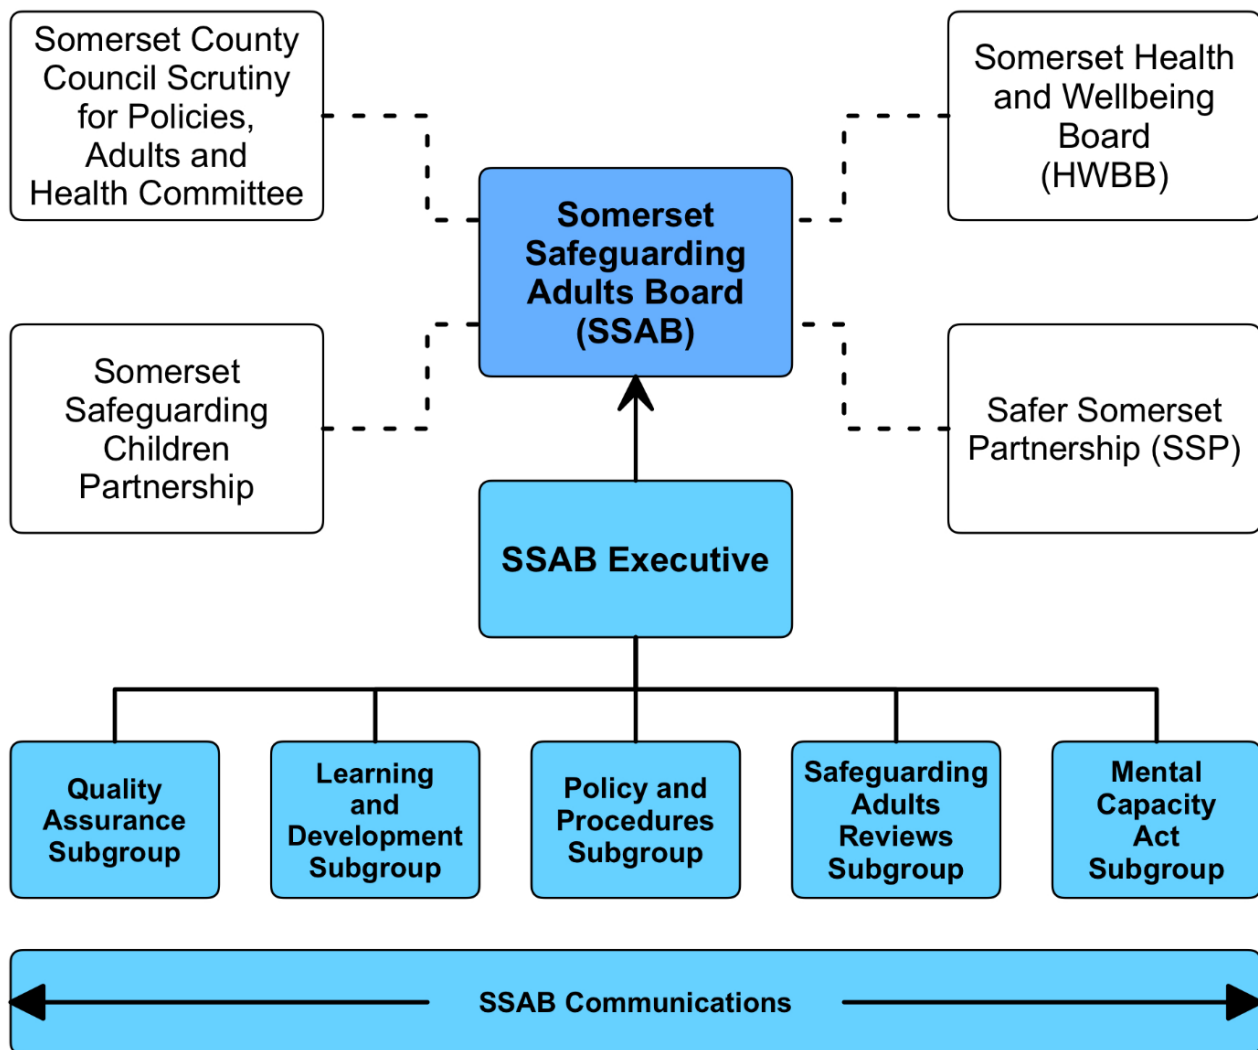 Somerset County
Council Scrutiny
for Policies,
Adults and
Health Committee
Somerset Health
and Wellbeing
Board
(HWBB)
Somerset
Safeguarding
Adults Board
(SSAB)
Somerset
Safeguarding
Children
Partnership
Safer Somerset
Partnership (SSP)
SSAB Executive
Quality
Assurance
Subgroup
Learning
and
Development
Subgroup
Policy and
Procedures
Subgroup
Safeguarding
Adults
Reviews
Subgroup
Mental
Capacity
Act
Subgroup
SSAB Communications